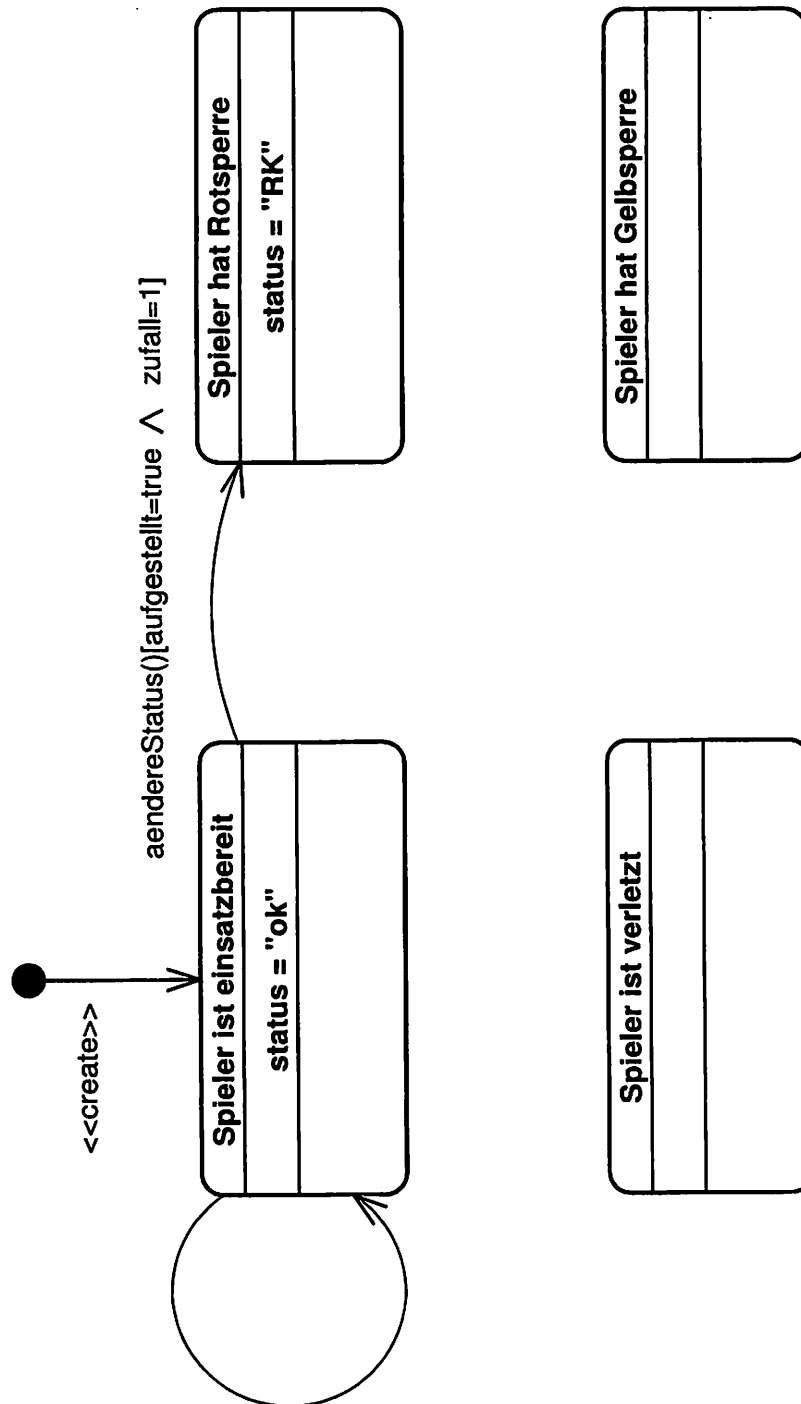 <<create>>
aendereStatus()[aufgestellt=true ∧ zufall=1]
Spieler ist einsatzbereit
status = "ok"
Spieler hat Rotsperre
status = "RK"
Spieler ist verletzt
Spieler hat Gelbsperre